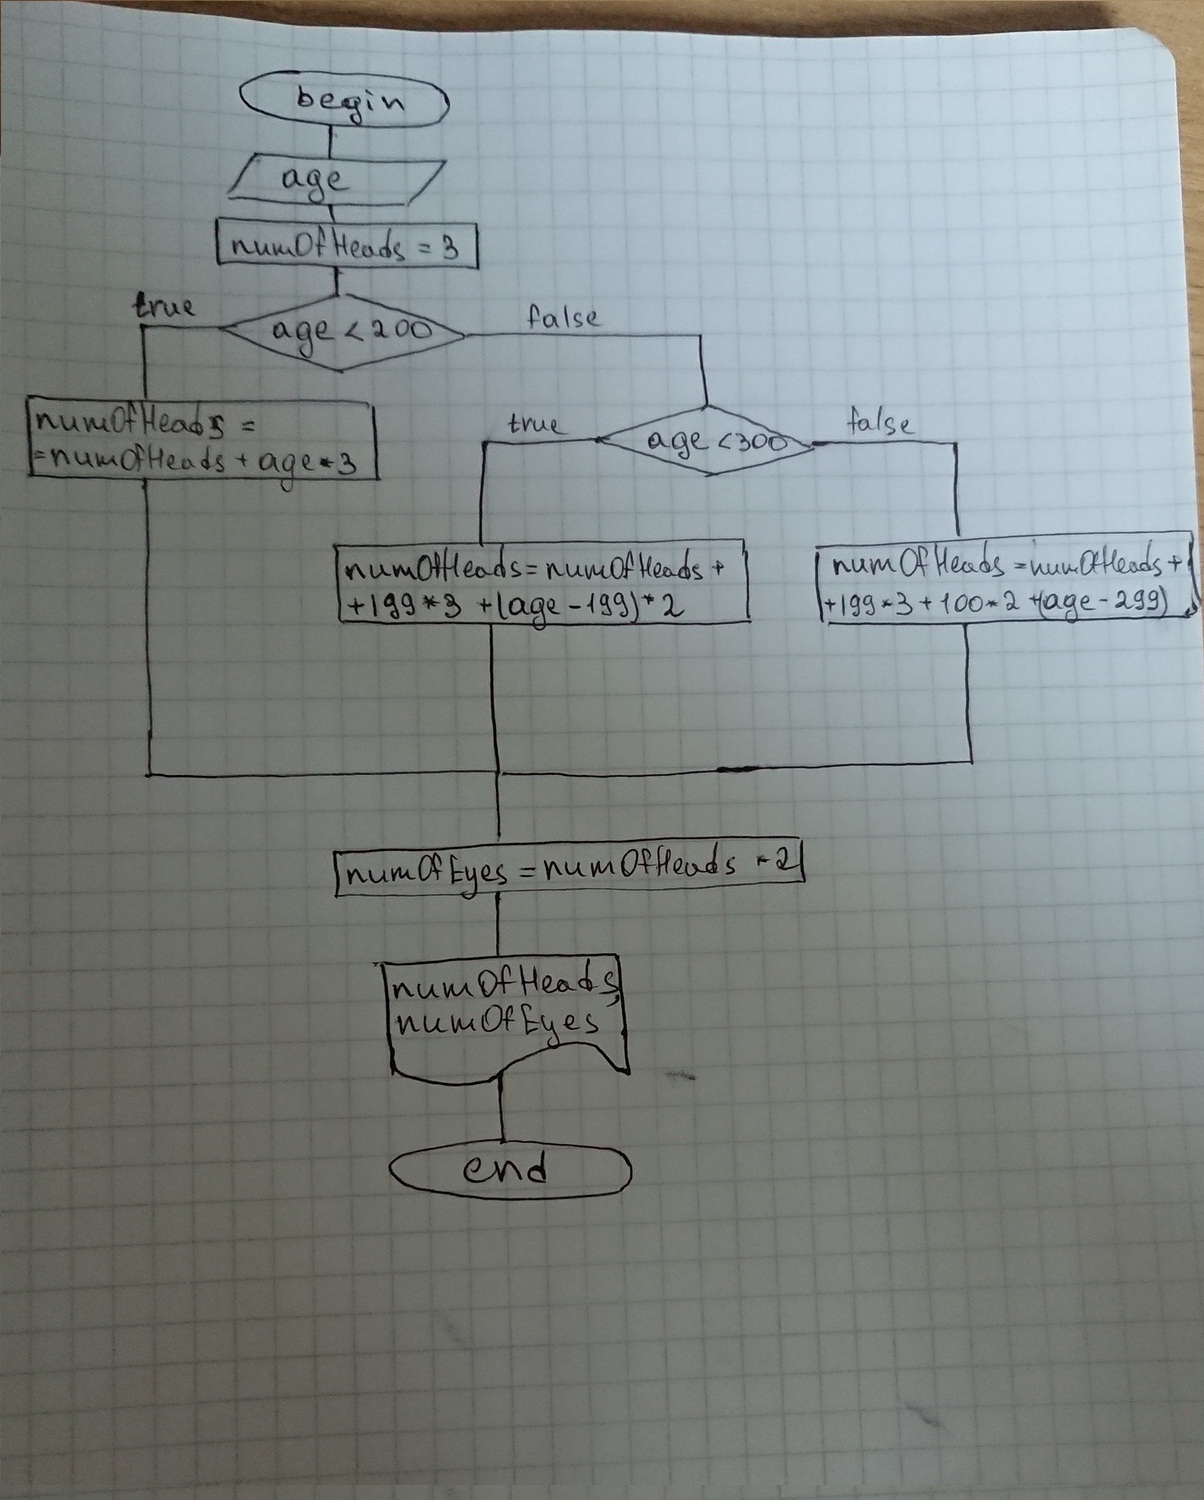 begin
age
numOfHeads = 3
true
age < 200
false
numOfHeads =
=numOfHeads + age*3
true
age < 300
false
numOfHeads=numOfHeads +
+199*3 +(age-199)*2
numOfHeads =numOfHeads +
+199*3+100*2+(age-299)
numOfEyes = numOfHeads *2
numOfHeads,
numOfEyes
end